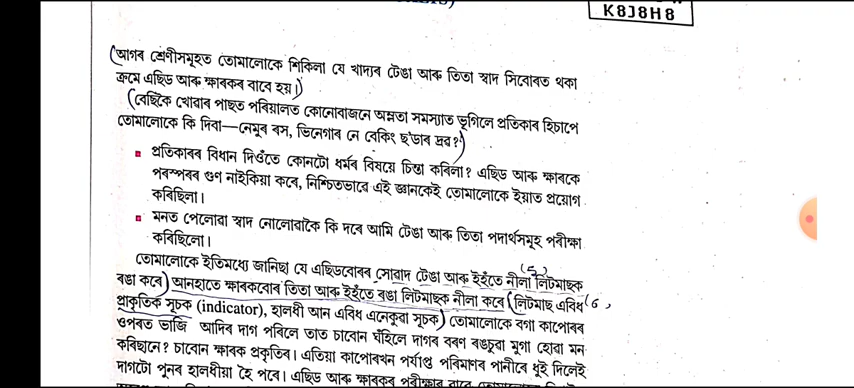 K8J8H8
(আগৰ শ্ৰেণীসমূহত তোমালোকে শিকিলা যে খাদ্যৰ টেঙা আৰু তিতা স্বাদ সিবোৰত থকা
ক্ৰমে এছিড আৰু ক্ষাৰকৰ বাবে হয়।)
(বেছিকৈ খোৱাৰ পাছত পৰিয়ালত কোনোবাজনে অম্লতা সমস্যাত ভূগিলে প্ৰতিকাৰ হিচাপে
তোমালোকে কি দিবা—নেমুৰ ৰস, ভিনেগাৰ নে বেকিং ছ'ডাৰ দ্ৰৱ?)
▪ প্ৰতিকাৰৰ বিধান দিওঁতে কোনটো ধৰ্মৰ বিষয়ে চিন্তা কৰিলা? এছিড আৰু ক্ষাৰকে
পৰস্পৰৰ গুণ নাইকিয়া কৰে, নিশ্চিতভাৱে এই জ্ঞানকেই তোমালোকে ইয়াত প্ৰয়োগ
কৰিছিলা।
▪ মনত পেলোৱা স্বাদ নোলোৱাকৈ কি দৰে আমি টেঙা আৰু তিতা পদাৰ্থসমূহ পৰীক্ষা
কৰিছিলো।
তোমালোকে ইতিমধ্যে জানিছা যে এছিডবোৰৰ সোৱাদ টেঙা আৰু ইহঁতে নীলা লিটমাছক
ৰঙা কৰে) আনহাতে ক্ষাৰকবোৰ তিতা আৰু ইহঁতে ৰঙা লিটমাছক নীলা কৰে (লিটমাছ এবিধ
প্ৰাকৃতিক সূচক (indicator), হালধী আন এবিধ এনেকুৱা সূচক) তোমালোকে বগা কাপোৰৰ
ওপৰত ভাজি আদিৰ দাগ পৰিলে তাত চাবোন ঘঁহিলে দাগৰ বৰণ ৰঙচুৱা মুগা হোৱা মন
কৰিছানে? চাবোন ক্ষাৰক প্ৰকৃতিৰ। এতিয়া কাপোৰখন পৰ্যাপ্ত পৰিমাণৰ পানীৰে ধুই দিলেই
দাগটো পুনৰ হালধীয়া হৈ পৰে। এছিড আৰু ক্ষাৰকৰ পৰীক্ষাৰ বাবে